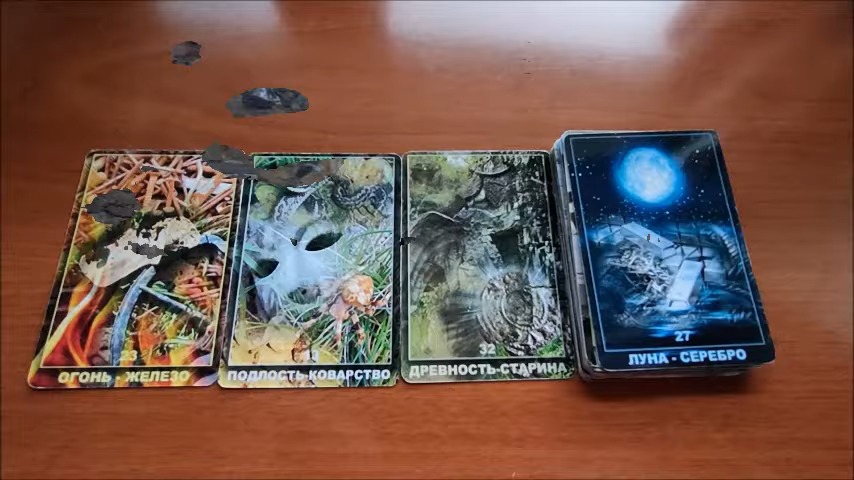 23
ОГОНЬ - ЖЕЛЕЗО
ПОДЛОСТЬ-КОВАРСТВО
32
ДРЕВНОСТЬ-СТАРИНА
27
ЛУНА - СЕРЕБРО